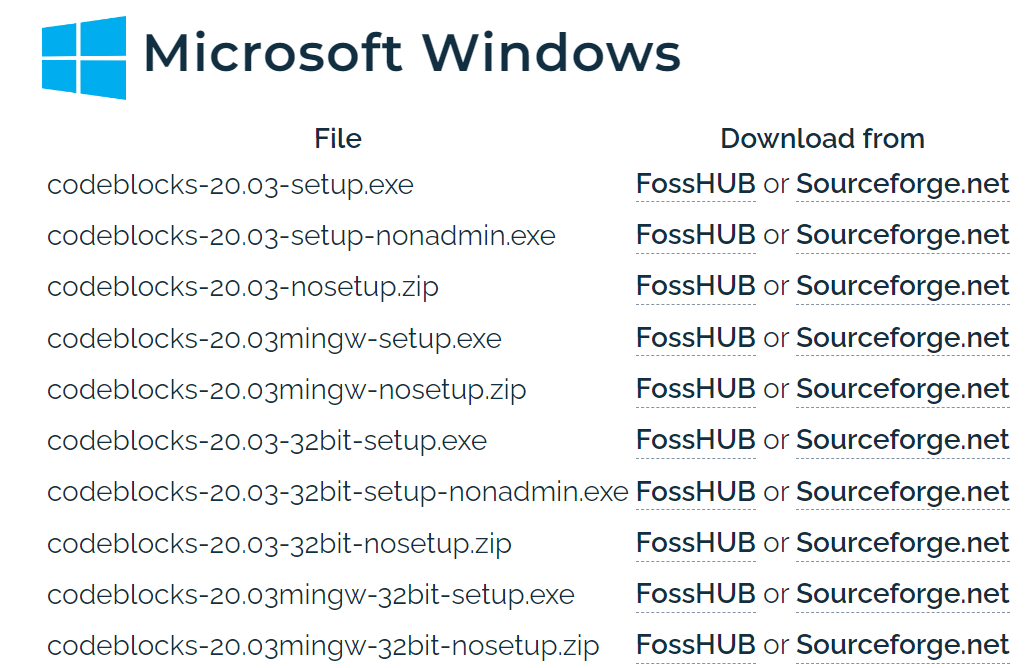 Microsoft Windows
File Download from
codeblocks-20.03-setup.exe FossHUB or Sourceforge.net
codeblocks-20.03-setup-nonadmin.exe FossHUB or Sourceforge.net
codeblocks-20.03-nosetup.zip FossHUB or Sourceforge.net
codeblocks-20.03mingw-setup.exe FossHUB or Sourceforge.net
codeblocks-20.03mingw-nosetup.zip FossHUB or Sourceforge.net
codeblocks-20.03-32bit-setup.exe FossHUB or Sourceforge.net
codeblocks-20.03-32bit-setup-nonadmin.exe FossHUB or Sourceforge.net
codeblocks-20.03-32bit-nosetup.zip FossHUB or Sourceforge.net
codeblocks-20.03mingw-32bit-setup.exe FossHUB or Sourceforge.net
codeblocks-20.03mingw-32bit-nosetup.zip FossHUB or Sourceforge.net